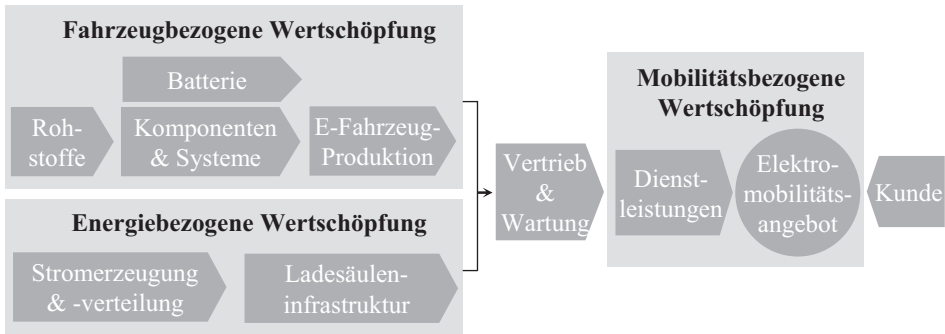 Fahrzeugbezogene Wertschöpfung
Batterie
Roh-
stoffe
Komponenten
& Systeme
E-Fahrzeug-
Produktion
Energiebezogene Wertschöpfung
Stromerzeugung
& -verteilung
Ladesäulen-
infrastruktur
Vertrieb
&
Wartung
Mobilitätsbezogene
Wertschöpfung
Dienst-
leistungen
Elektro-
mobilitäts-
angebot
Kunde